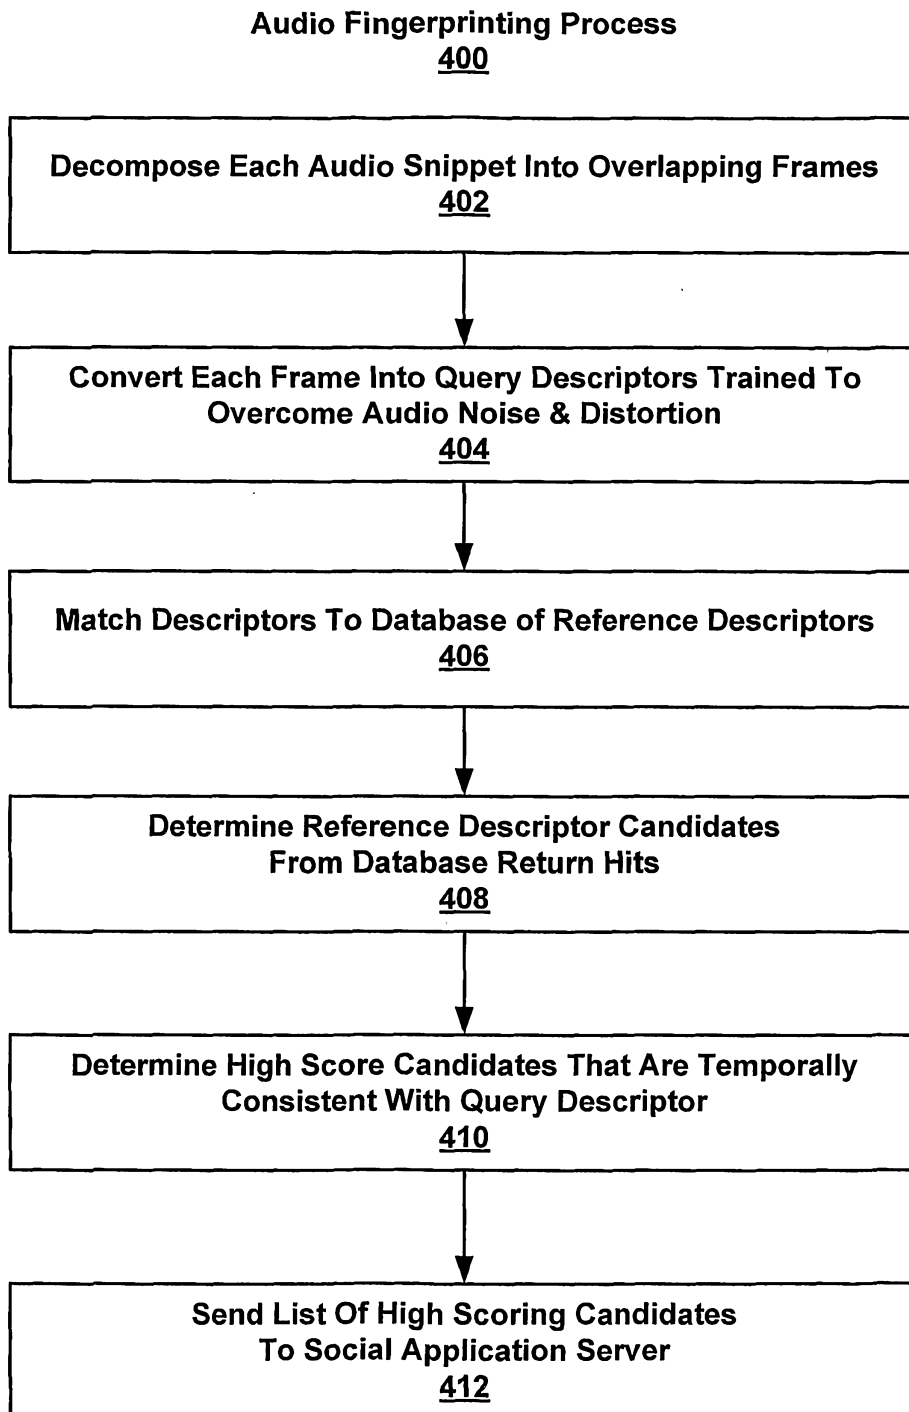 Audio Fingerprinting Process
400
Decompose Each Audio Snippet Into Overlapping Frames
402
Convert Each Frame Into Query Descriptors Trained To
Overcome Audio Noise & Distortion
404
Match Descriptors To Database of Reference Descriptors
406
Determine Reference Descriptor Candidates
From Database Return Hits
408
Determine High Score Candidates That Are Temporally
Consistent With Query Descriptor
410
Send List Of High Scoring Candidates
To Social Application Server
412